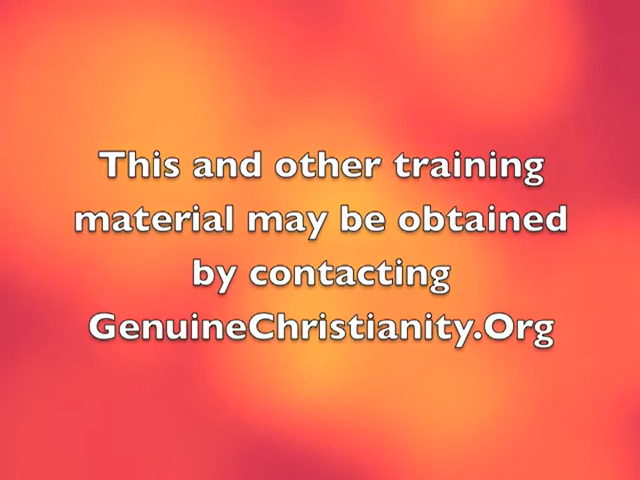 This and other training
material may be obtained
by contacting
GenuineChristianity.Org